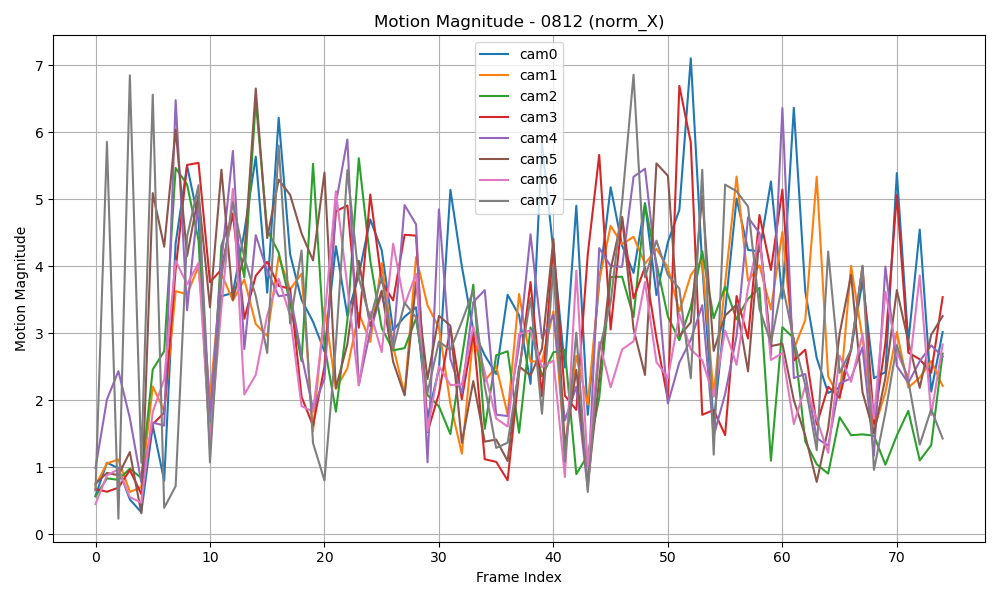 Motion Magnitude - 0812 (norm_X)
cam0
cam1
cam2
cam3
cam4
cam5
cam6
cam7
Motion Magnitude
7
6
5
4
3
2
1
0
0 10 20 30 40 50 60 70
Frame Index